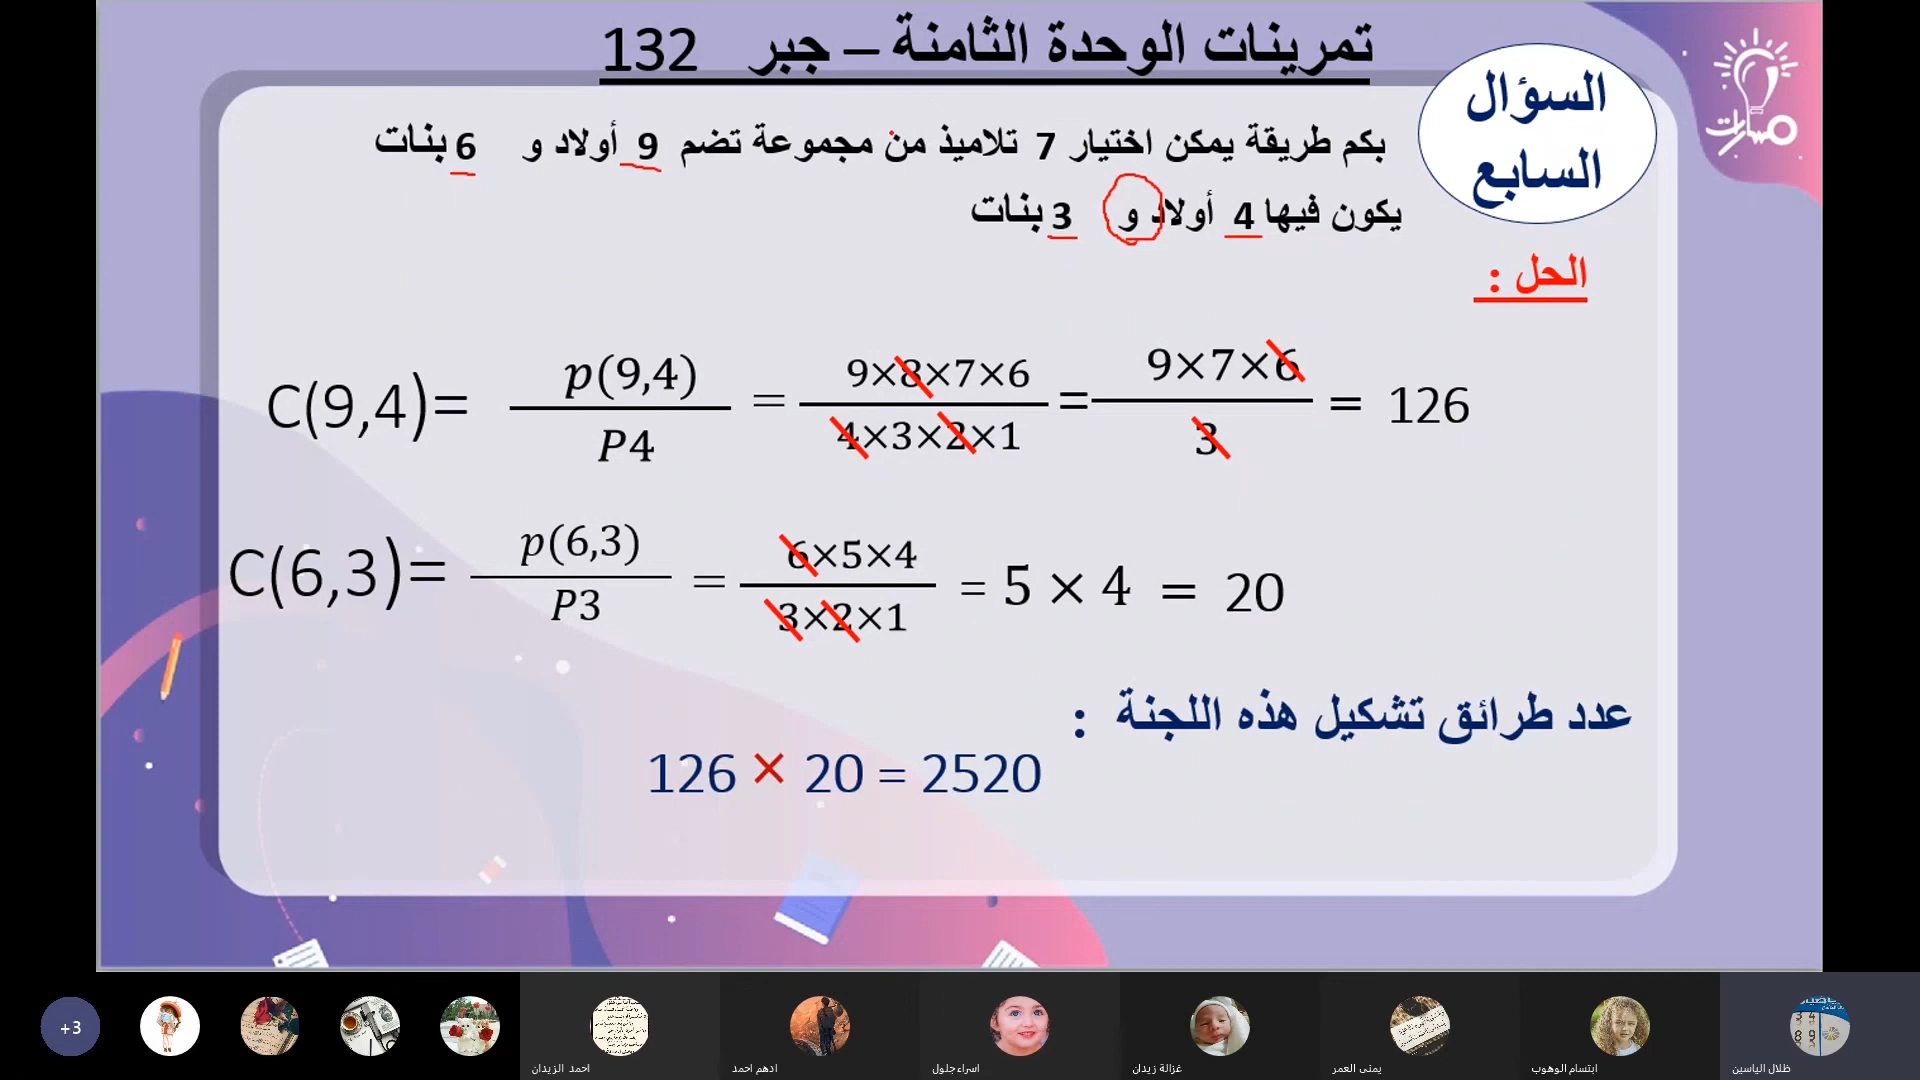 تمرينات الوحدة الثامنة – جبر 132
السؤال
السابع
مسارات
بكم طريقة يمكن اختيار 7 تلاميذ من مجموعة تضم 9 أولاد و 6 بنات
يكون فيها 4 أولاد و 3 بنات
الحل :
C(9,4)= p(9,4) / P4 = 9×8×7×6 / 4×3×2×1 = 9×7×6 / 3 = 126
C(6,3)= p(6,3) / P3 = 6×5×4 / 3×2×1 = 5 × 4 = 20
عدد طرائق تشكيل هذه اللجنة :
126 × 20 = 2520
+3
احمد الزيدان
ادهم احمد
اسراء جلول
غزالة زيدان
يمنى العمر
ابتسام الوهوب
ظلال الياسين